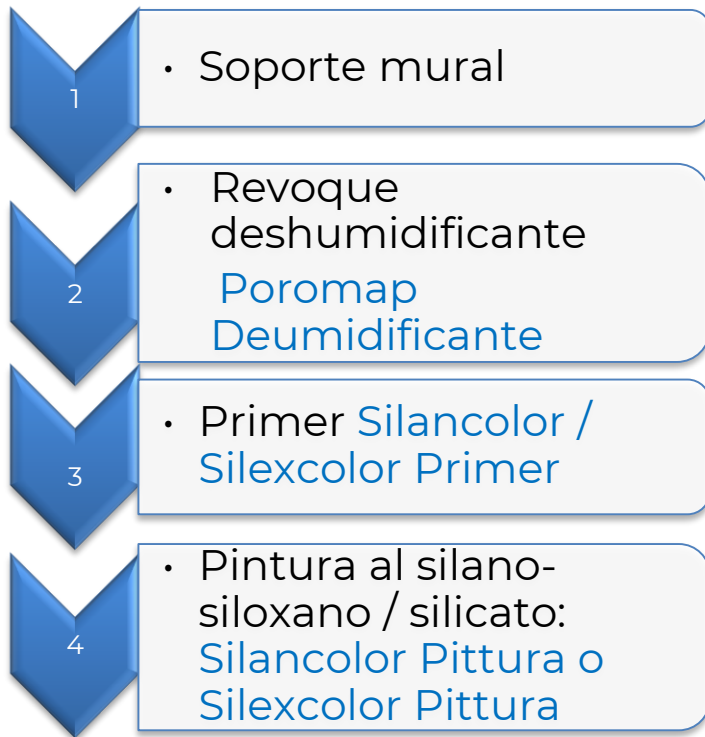 1
• Soporte mural
2
• Revoque
deshumidificante
Poromap
Deumidificante
3
• Primer Silancolor /
Silexcolor Primer
4
• Pintura al silano-
siloxano / silicato:
Silancolor Pittura o
Silexcolor Pittura